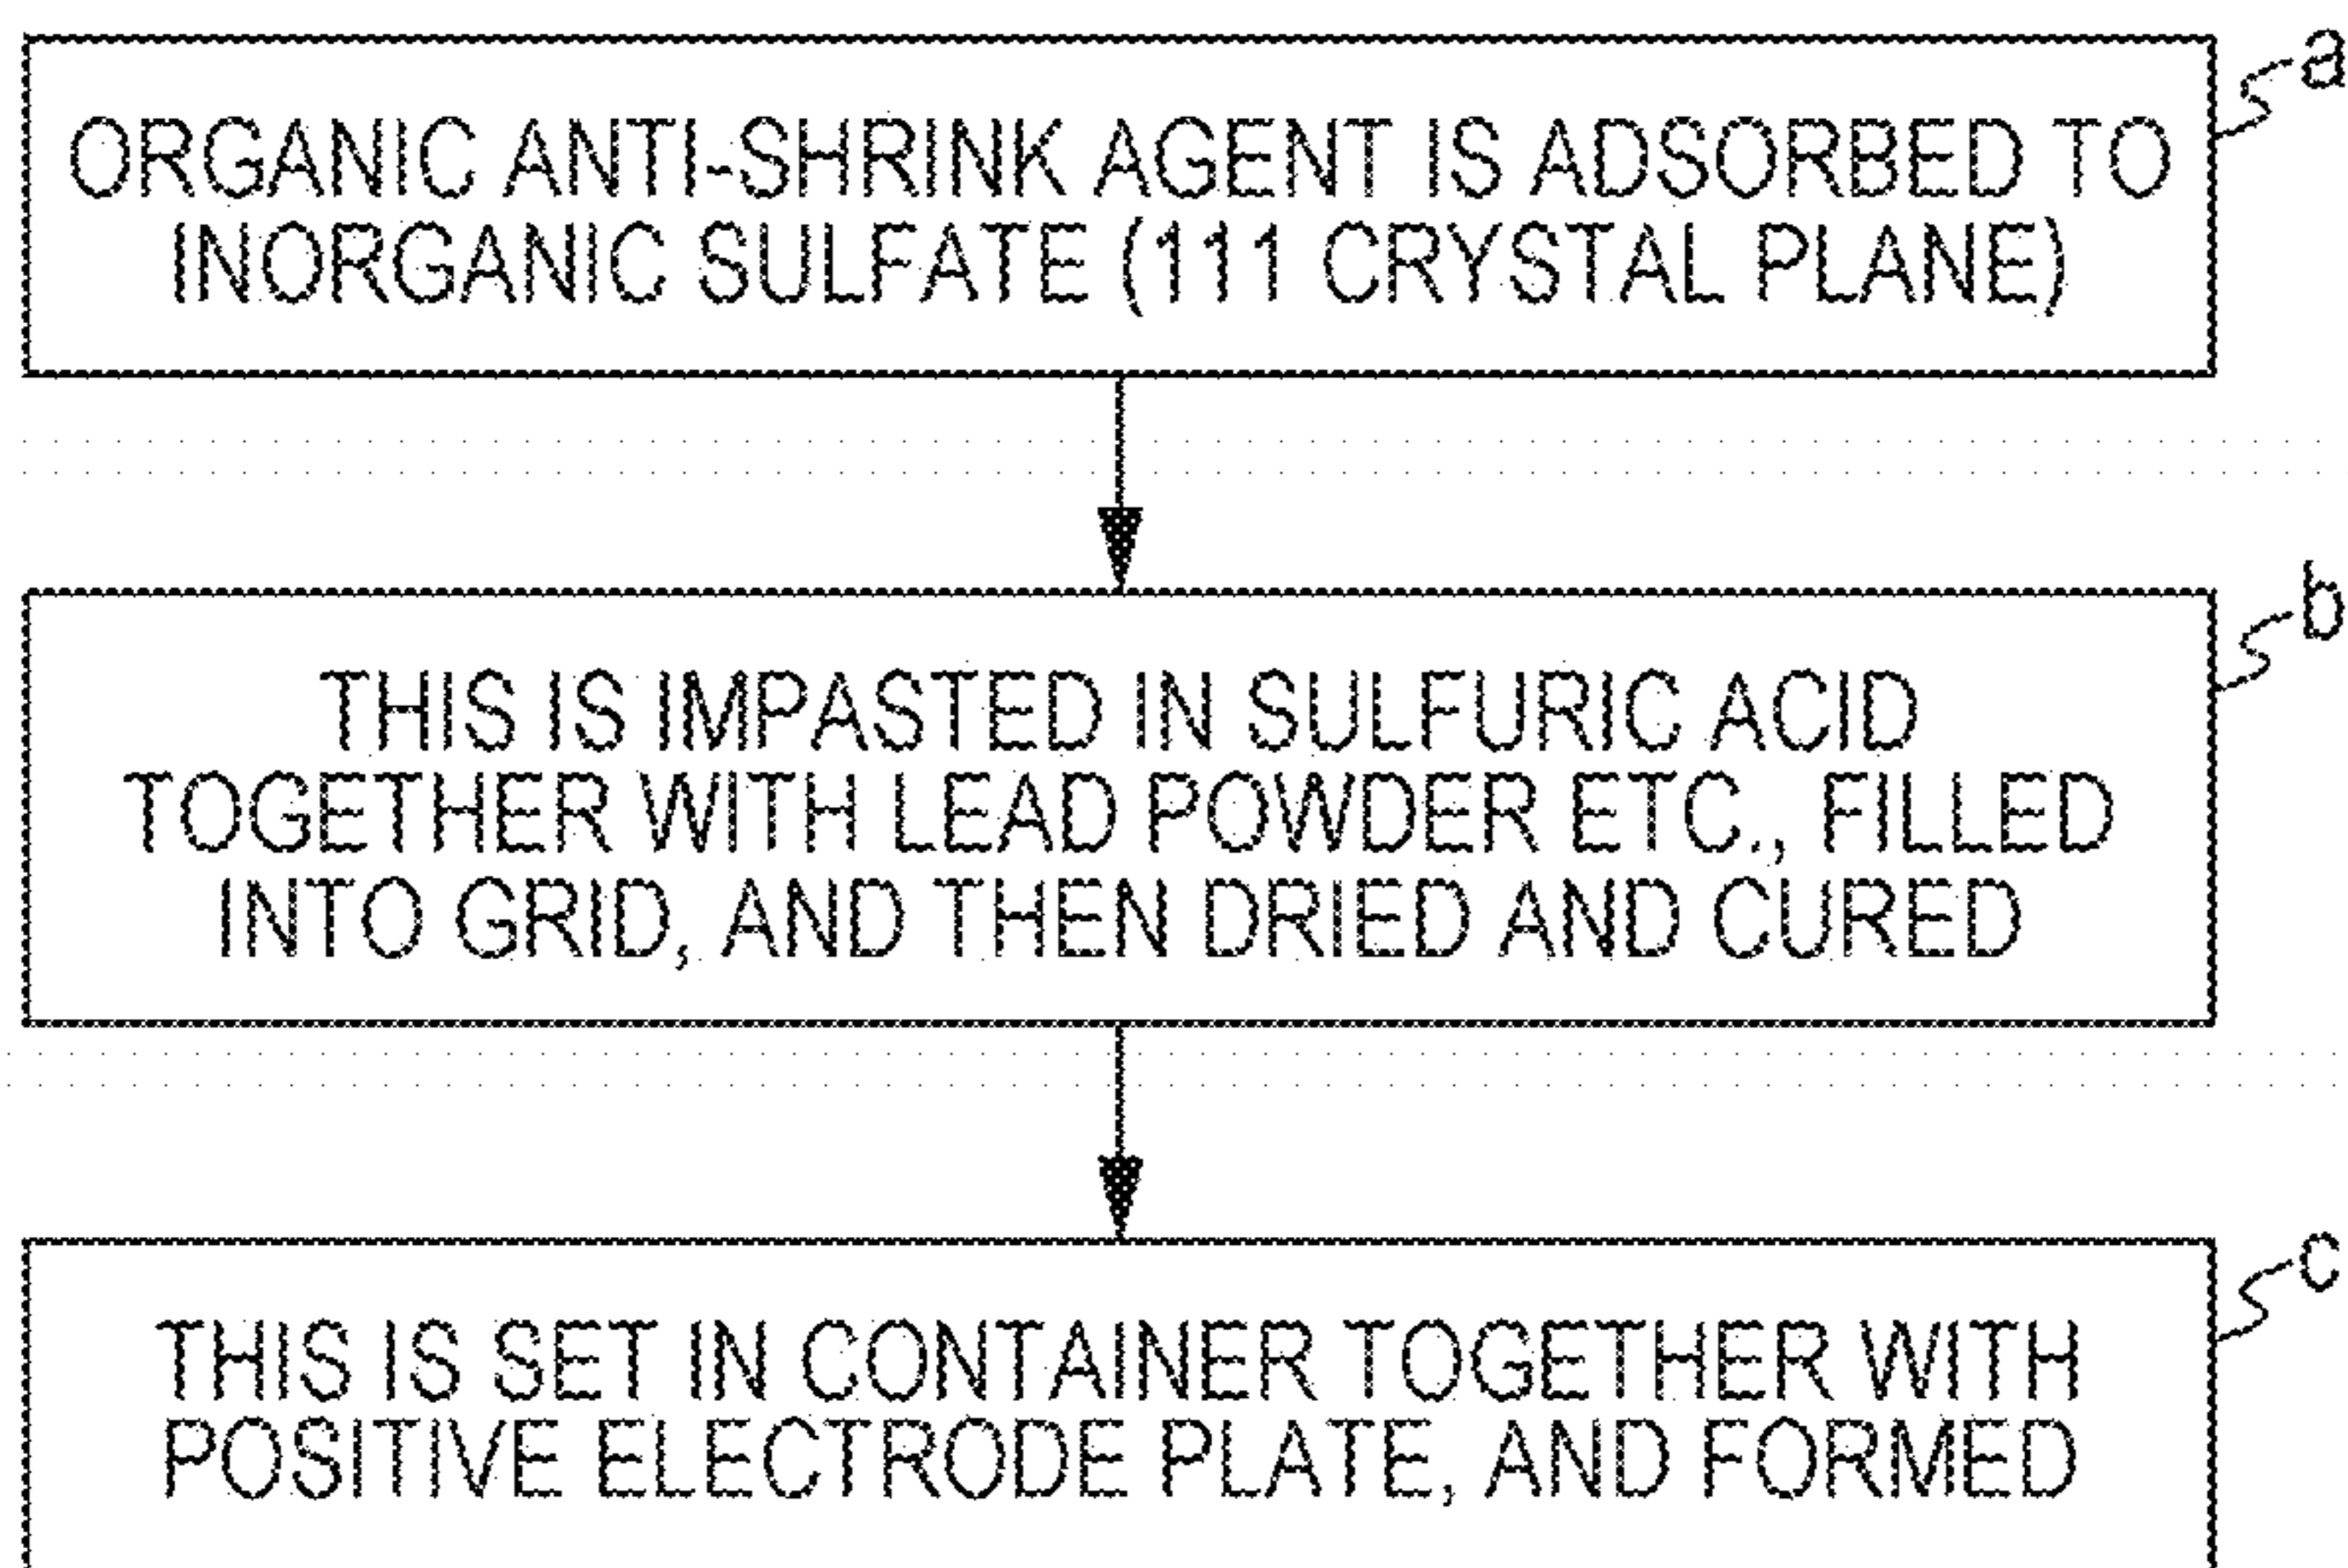 a
ORGANIC ANTI-SHRINK AGENT IS ADSORBED TO
INORGANIC SULFATE (111 CRYSTAL PLANE)
b
THIS IS IMPASTED IN SULFURIC ACID
TOGETHER WITH LEAD POWDER ETC., FILLED
INTO GRID, AND THEN DRIED AND CURED
c
THIS IS SET IN CONTAINER TOGETHER WITH
POSITIVE ELECTRODE PLATE, AND FORMED